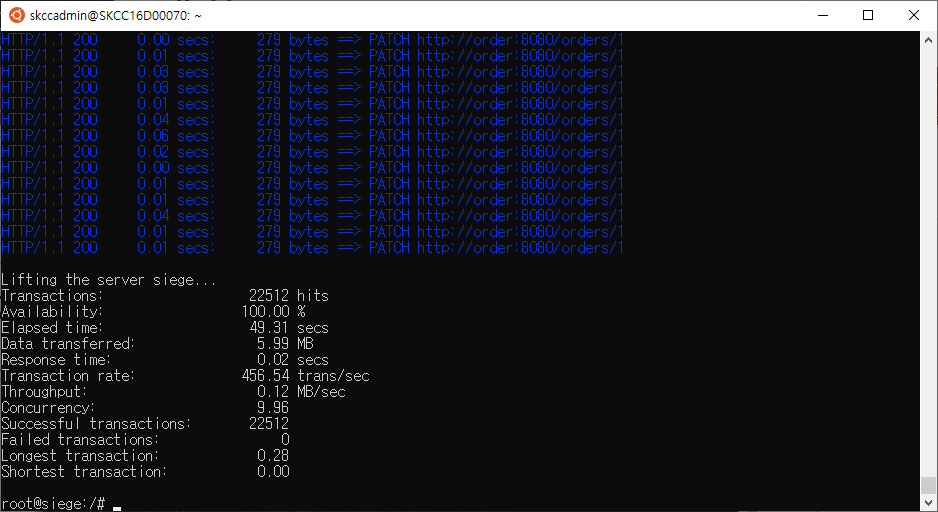 skccadmin@SKCC16D00070: ~
HTTP/1.1 200     0.00 secs:     279 bytes ==> PATCH http://order:8080/orders/1
HTTP/1.1 200     0.01 secs:     279 bytes ==> PATCH http://order:8080/orders/1
HTTP/1.1 200     0.03 secs:     279 bytes ==> PATCH http://order:8080/orders/1
HTTP/1.1 200     0.03 secs:     279 bytes ==> PATCH http://order:8080/orders/1
HTTP/1.1 200     0.01 secs:     279 bytes ==> PATCH http://order:8080/orders/1
HTTP/1.1 200     0.04 secs:     279 bytes ==> PATCH http://order:8080/orders/1
HTTP/1.1 200     0.06 secs:     279 bytes ==> PATCH http://order:8080/orders/1
HTTP/1.1 200     0.02 secs:     279 bytes ==> PATCH http://order:8080/orders/1
HTTP/1.1 200     0.00 secs:     279 bytes ==> PATCH http://order:8080/orders/1
HTTP/1.1 200     0.01 secs:     279 bytes ==> PATCH http://order:8080/orders/1
HTTP/1.1 200     0.01 secs:     279 bytes ==> PATCH http://order:8080/orders/1
HTTP/1.1 200     0.04 secs:     279 bytes ==> PATCH http://order:8080/orders/1
HTTP/1.1 200     0.01 secs:     279 bytes ==> PATCH http://order:8080/orders/1
HTTP/1.1 200     0.01 secs:     279 bytes ==> PATCH http://order:8080/orders/1
Lifting the server siege...
Transactions:     22512 hits
Availability:     100.00 %
Elapsed time:     49.31 secs
Data transferred:     5.99 MB
Response time:     0.02 secs
Transaction rate:     456.54 trans/sec
Throughput:     0.12 MB/sec
Concurrency:     9.96
Successful transactions:     22512
Failed transactions:     0
Longest transaction:     0.28
Shortest transaction:     0.00
root@siege:/#